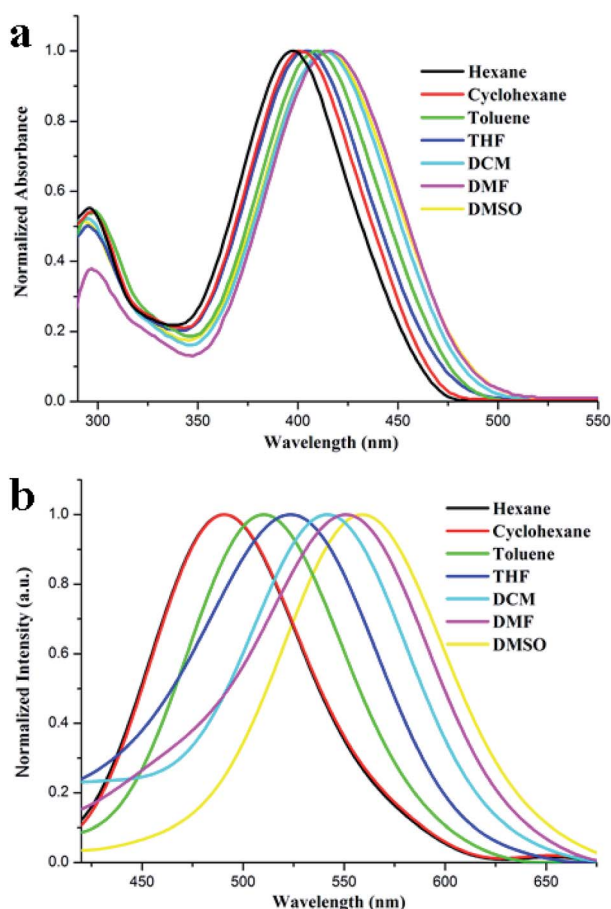 a
Normalized Absorbance
1.0
0.8
0.6
0.4
0.2
0.0
Hexane
Cyclohexane
Toluene
THF
DCM
DMF
DMSO
300 350 400 450 500 550
Wavelength (nm)
b
Normalized Intensity (a.u.)
1.0
0.8
0.6
0.4
0.2
0.0
Hexane
Cyclohexane
Toluene
THF
DCM
DMF
DMSO
450 500 550 600 650
Wavelength (nm)